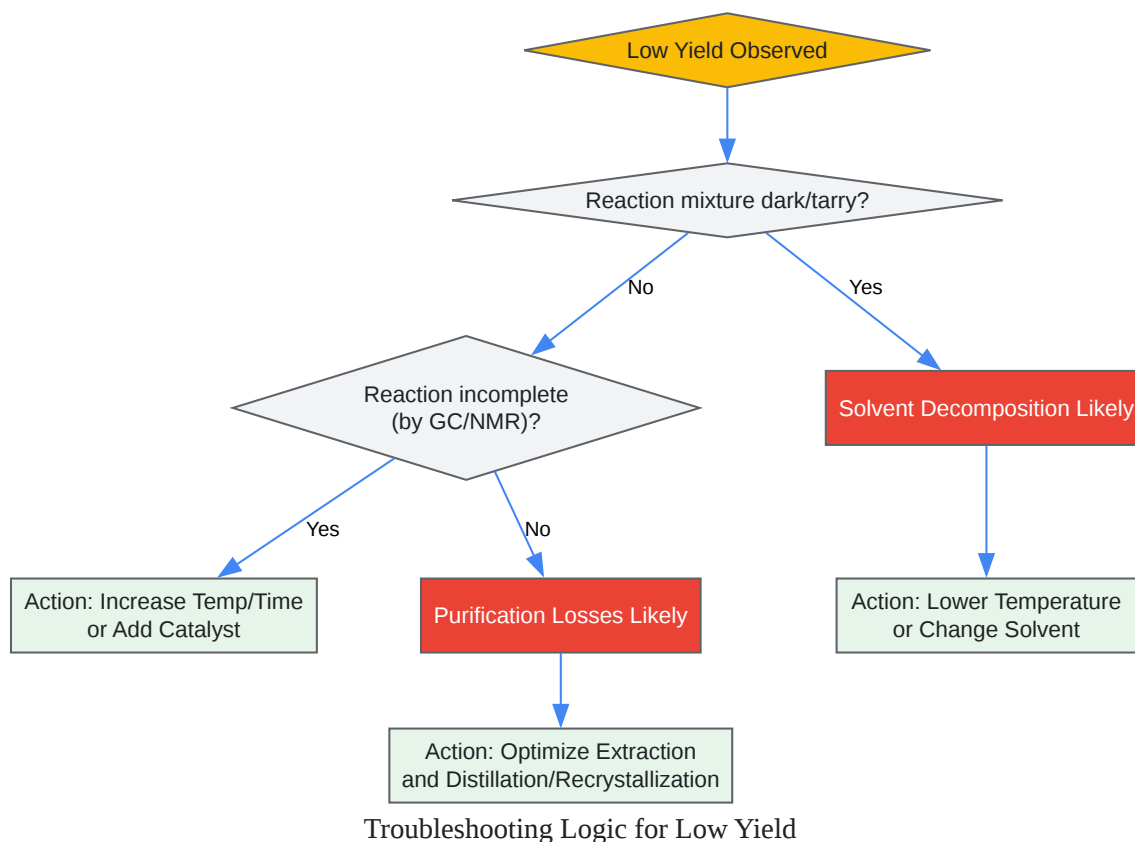 Low Yield Observed
Reaction mixture dark/tarry?
No
Yes
Reaction incomplete
(by GC/NMR)?
Solvent Decomposition Likely
Yes
No
Action: Increase Temp/Time
or Add Catalyst
Purification Losses Likely
Action: Lower Temperature
or Change Solvent
Action: Optimize Extraction
and Distillation/Recrystallization
Troubleshooting Logic for Low Yield